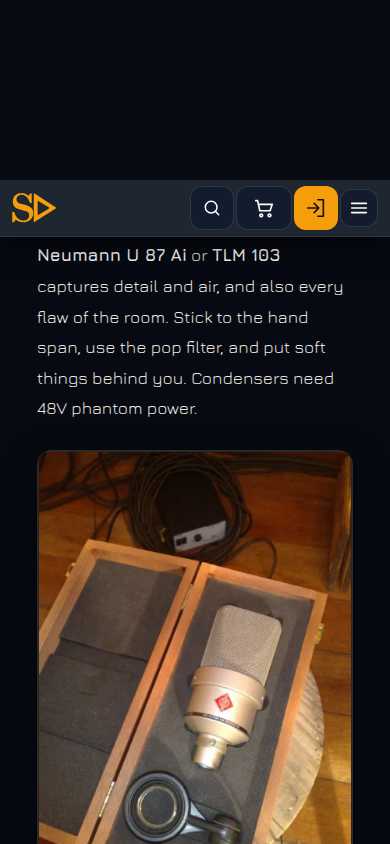 S
Neumann U 87 Ai or TLM 103
captures detail and air, and also every
flaw of the room. Stick to the hand
span, use the pop filter, and put soft
things behind you. Condensers need
48V phantom power.